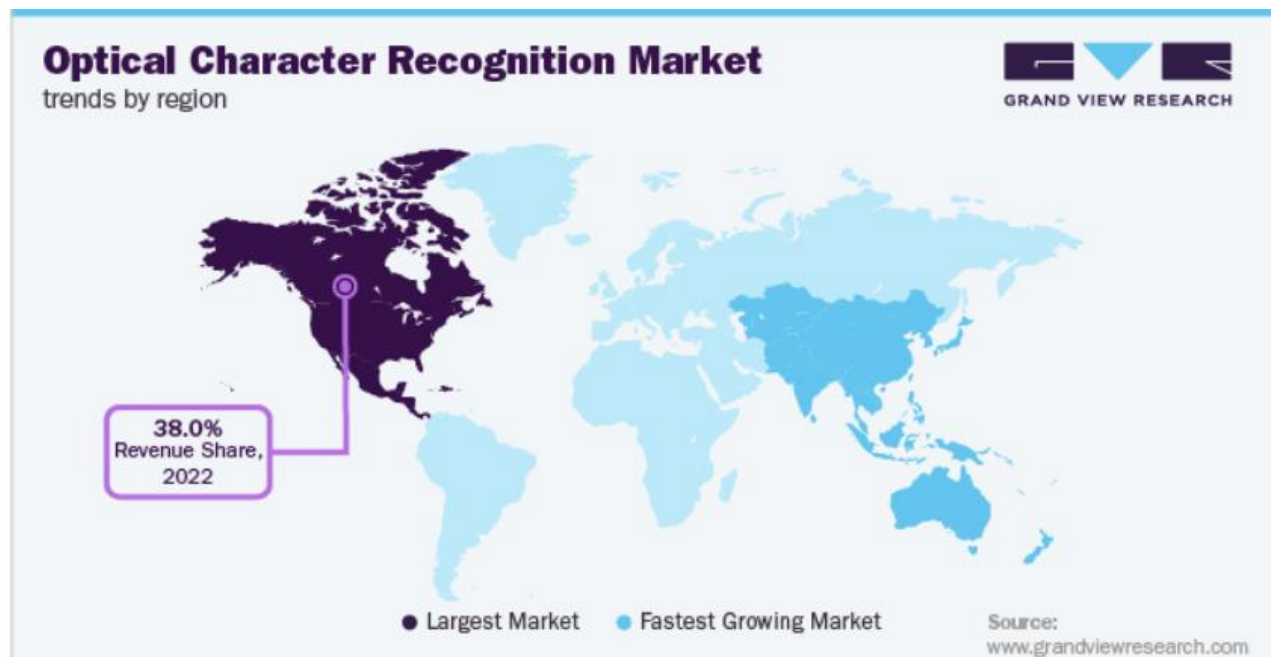 Optical Character Recognition Market
trends by region
GRAND VIEW RESEARCH
38.0%
Revenue Share,
2022
Largest Market
Fastest Growing Market
Source:
www.grandviewresearch.com